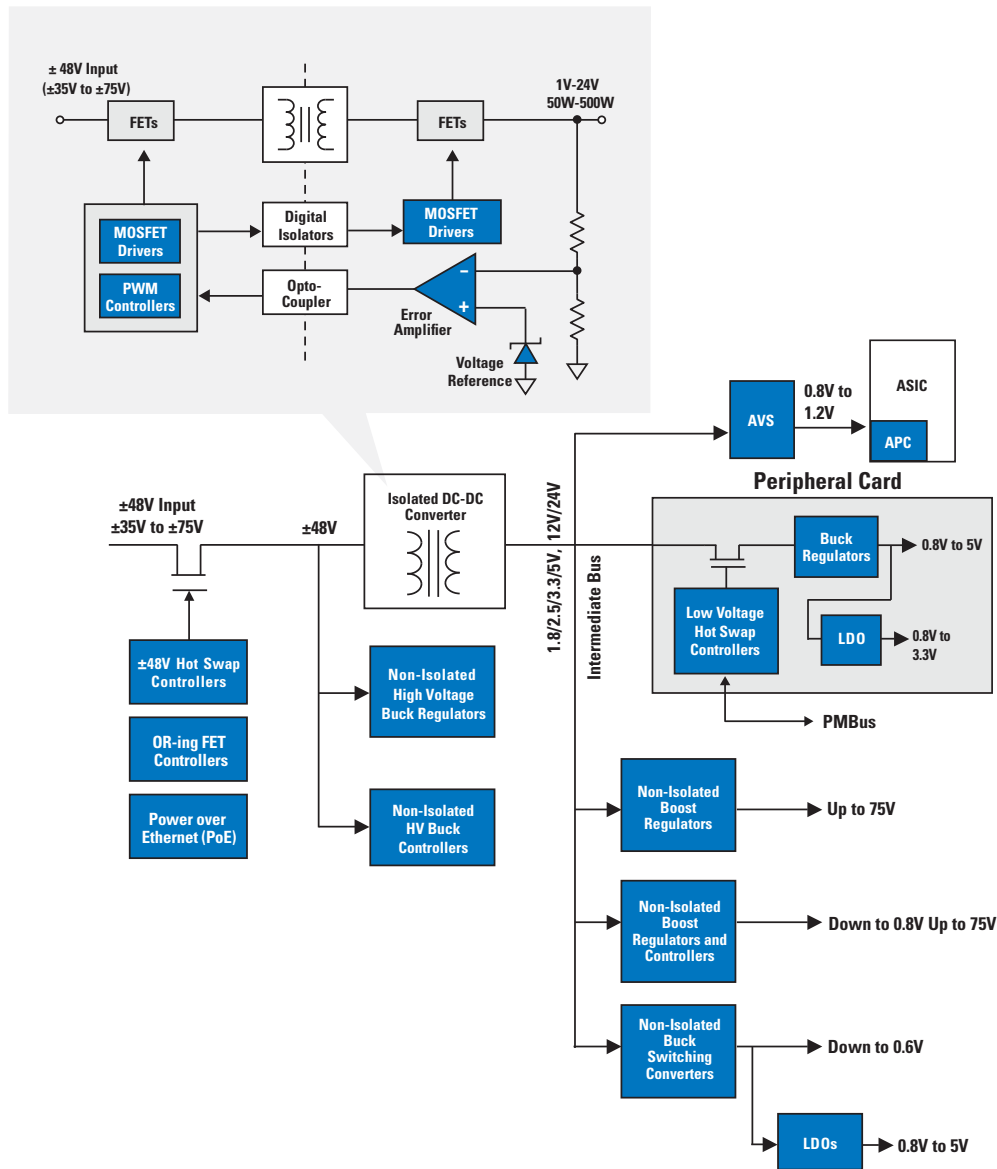 ± 48V Input
(±35V to ±75V)
1V-24V
50W-500W
FETs
FETs
MOSFET
Drivers
PWM
Controllers
Digital
Isolators
MOSFET
Drivers
Opto-
Coupler
–
+
Error
Amplifier
Voltage
Reference
±48V Input
±35V to ±75V
±48V
Isolated DC-DC
Converter
±48V Hot Swap
Controllers
OR-ing FET
Controllers
Power over
Ethernet (PoE)
Non-Isolated
High Voltage
Buck Regulators
Non-Isolated
HV Buck
Controllers
1.8/2.5/3.3/5V, 12V/24V
Intermediate Bus
AVS
0.8V to
1.2V
ASIC
APC
Peripheral Card
Buck
Regulators
0.8V to 5V
Low Voltage
Hot Swap
Controllers
LDO
0.8V to
3.3V
PMBus
Non-Isolated
Boost
Regulators
Up to 75V
Non-Isolated
Boost
Regulators and
Controllers
Down to 0.8V Up to 75V
Non-Isolated
Buck
Switching
Converters
Down to 0.6V
LDOs
0.8V to 5V